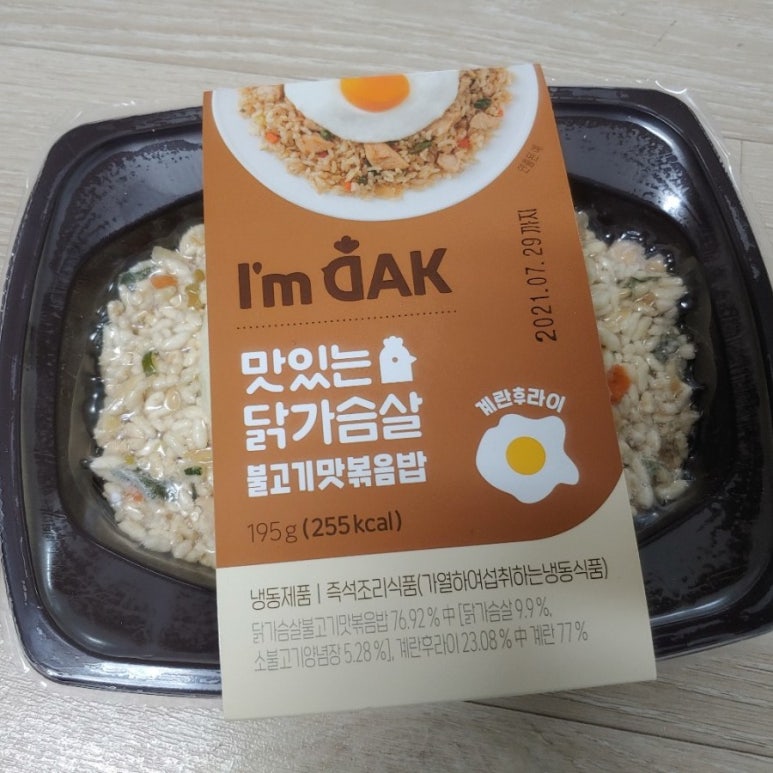 연출된 예
2021.07.29까지
I'm DAK
맛있는
닭가슴살
불고기맛볶음밥
계란후라이
195g (255kcal)
냉동제품 | 즉석조리식품(가열하여섭취하는냉동식품)
닭가슴살불고기맛볶음밥 76.92% 中 [닭가슴살 9.9%,
소불고기양념장 5.28%], 계란후라이 23.08% 中 계란 77%